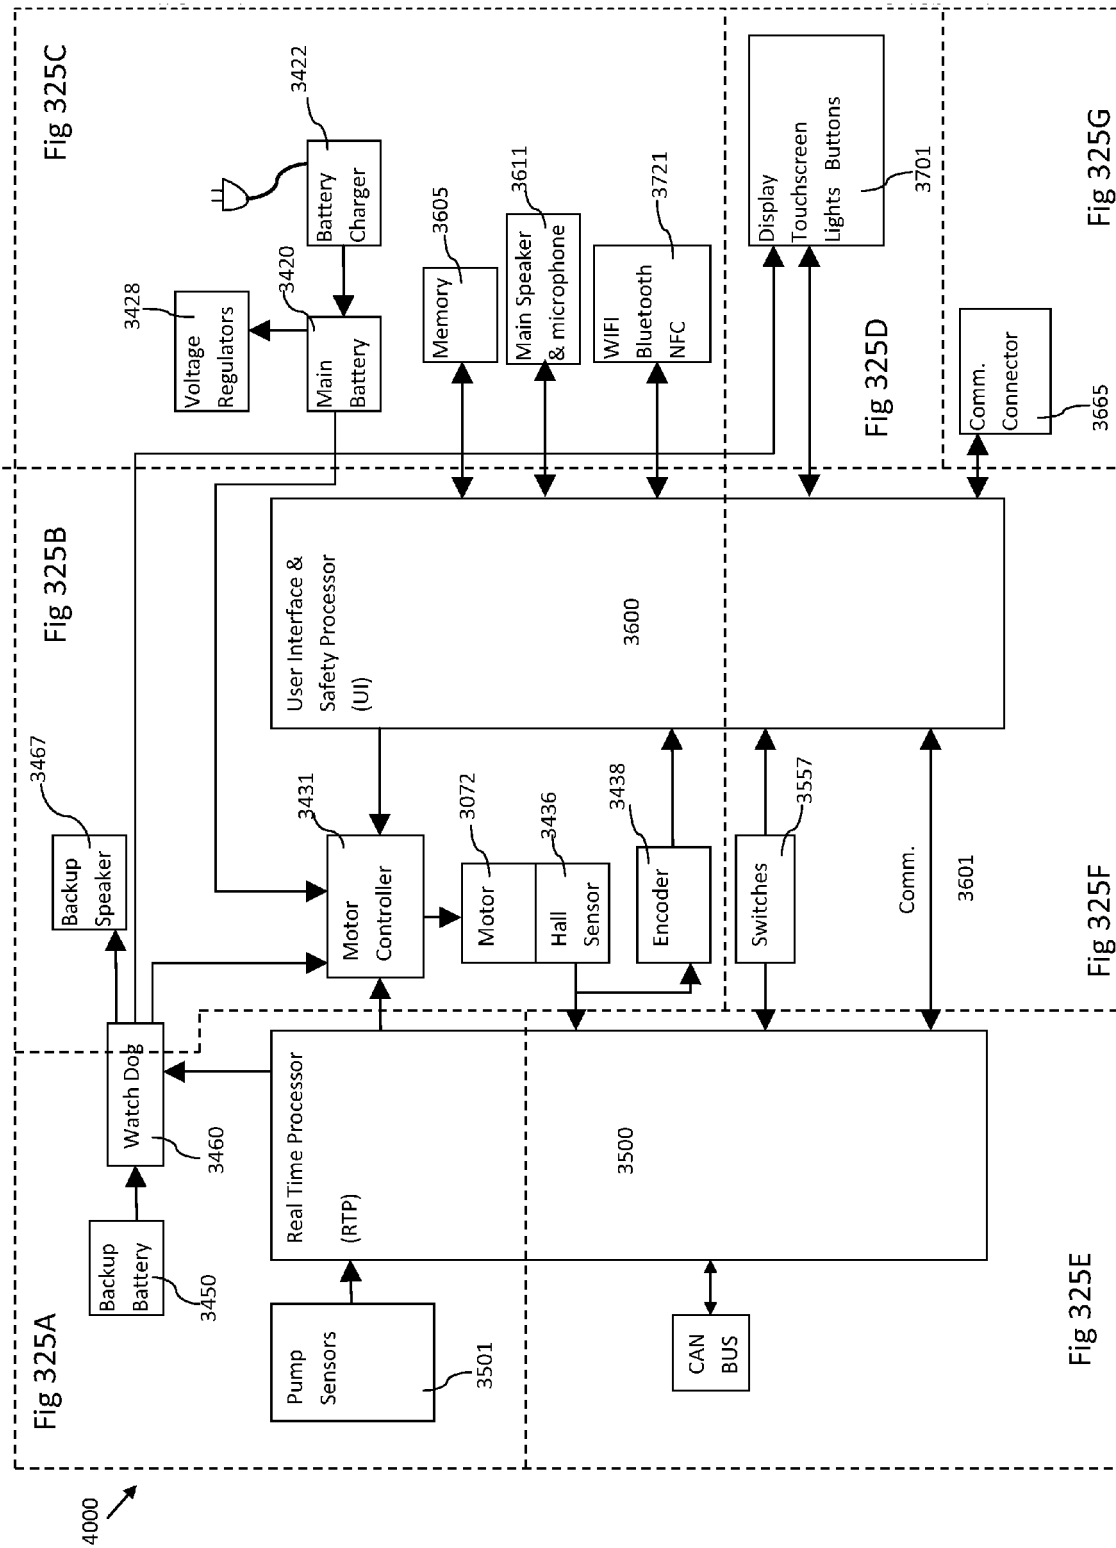 4000
Fig 325A
Backup
Battery
3450
Watch Dog
3460
Pump
Sensors
3501
Real Time Processor
(RTP)
3500
CAN
BUS
Fig 325E
Fig 325B
Backup
Speaker
3467
Motor
Controller
3431
Motor
3072
Hall
Sensor
3436
Encoder
3438
User Interface &
Safety Processor
(UI)
3600
Switches
3557
Comm.
3601
Fig 325F
Fig 325C
Voltage
Regulators
3428
Main
Battery
3420
Battery
Charger
3422
Memory
3605
Main Speaker
& microphone
3611
WIFI
Bluetooth
NFC
3721
Fig 325D
Display
Touchscreen
Lights Buttons
3701
Comm.
Connector
3665
Fig 325G